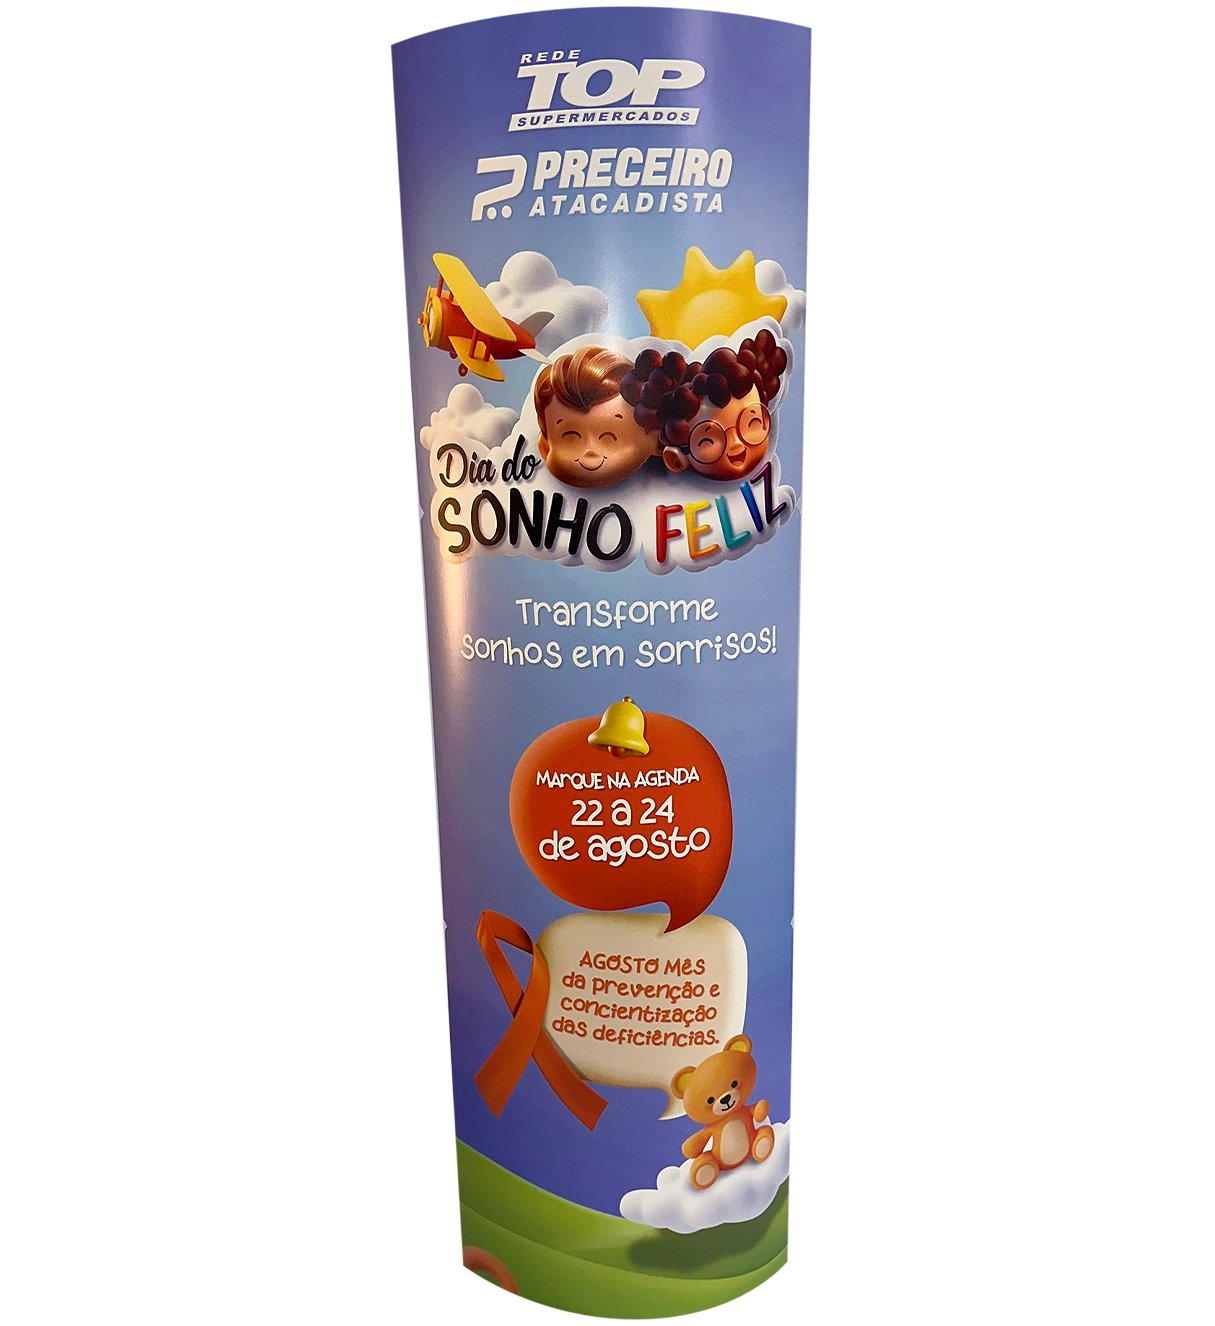 REDE
TOP
SUPERMERCADOS
PRECEIRO
ATACADISTA
Dia do
SONHO FELIZ
Transforme
sonhos em sorrisos!
MARQUE NA AGENDA
22 a 24
de agosto
AGOSTO MÊS
da prevenção e
concientização
das deficiências.